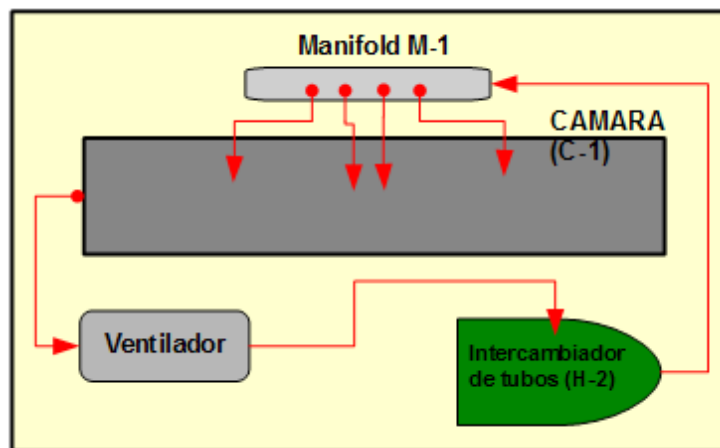 Manifold M-1
CAMARA
(C-1)
Ventilador
Intercambiador
de tubos (H-2)